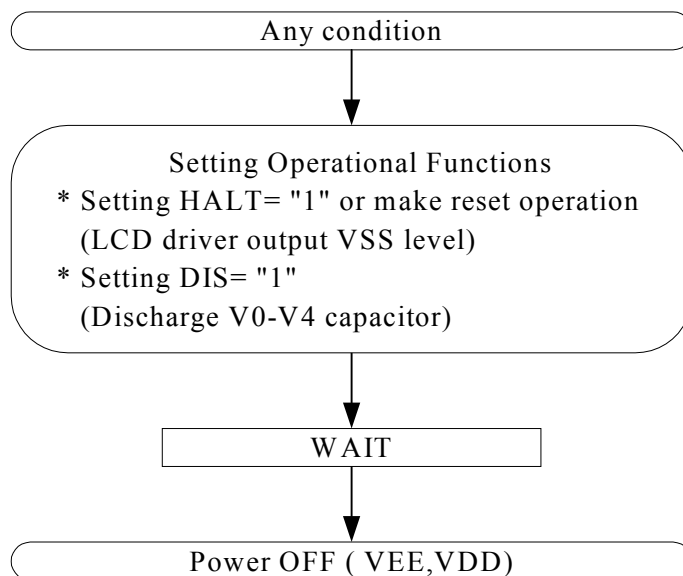 Any condition
Setting Operational Functions
* Setting HALT= "1" or make reset operation
(LCD driver output VSS level)
* Setting DIS= "1"
(Discharge V0-V4 capacitor)
WAIT
Power OFF ( VEE,VDD)